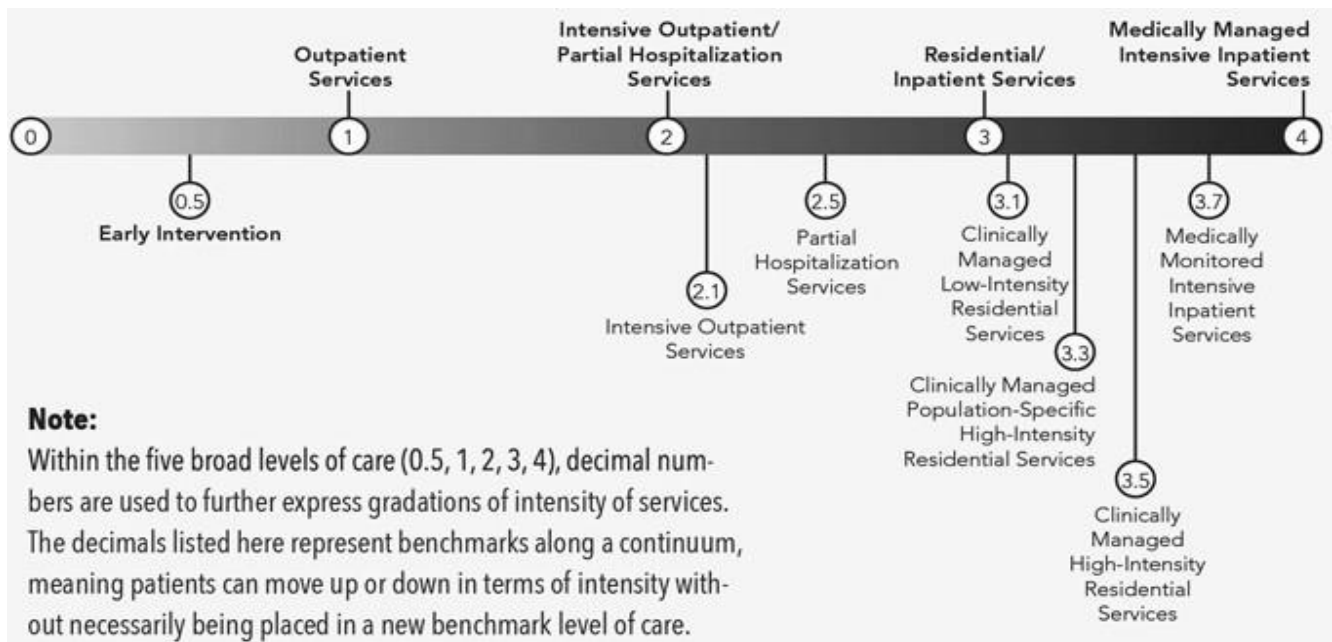 Outpatient
Services
Intensive Outpatient/
Partial Hospitalization
Services
Residential/
Inpatient Services
Medically Managed
Intensive Inpatient
Services
0
1
2
3
4
0.5
Early Intervention
2.1
Intensive Outpatient
Services
2.5
Partial
Hospitalization
Services
3.1
Clinically
Managed
Low-Intensity
Residential
Services
3.3
Clinically Managed
Population-Specific
High-Intensity
Residential Services
3.5
Clinically
Managed
High-Intensity
Residential
Services
3.7
Medically
Monitored
Intensive
Inpatient
Services
Note:
Within the five broad levels of care (0.5, 1, 2, 3, 4), decimal num-
bers are used to further express gradations of intensity of services.
The decimals listed here represent benchmarks along a continuum,
meaning patients can move up or down in terms of intensity with-
out necessarily being placed in a new benchmark level of care.